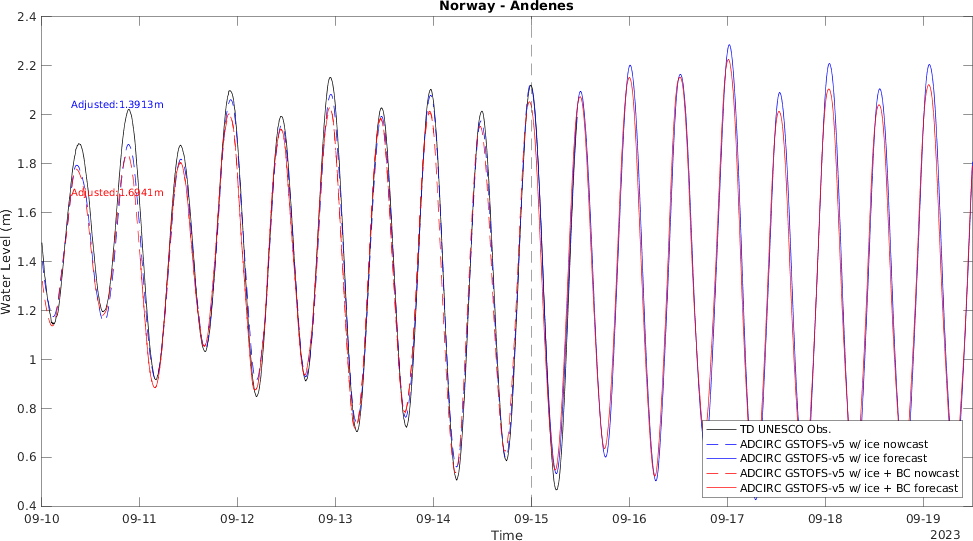 Norway - Andenes
2.4
2.2
2
1.8
1.6
1.4
1.2
1
0.8
0.6
0.4
Water Level (m)
Adjusted:1.3913m
Adjusted:1.6941m
TD UNESCO Obs.
ADCIRC GSTOFS-v5 w/ ice nowcast
ADCIRC GSTOFS-v5 w/ ice forecast
ADCIRC GSTOFS-v5 w/ ice + BC nowcast
ADCIRC GSTOFS-v5 w/ ice + BC forecast
09-10 09-11 09-12 09-13 09-14 09-15 09-16 09-17 09-18 09-19
Time
2023